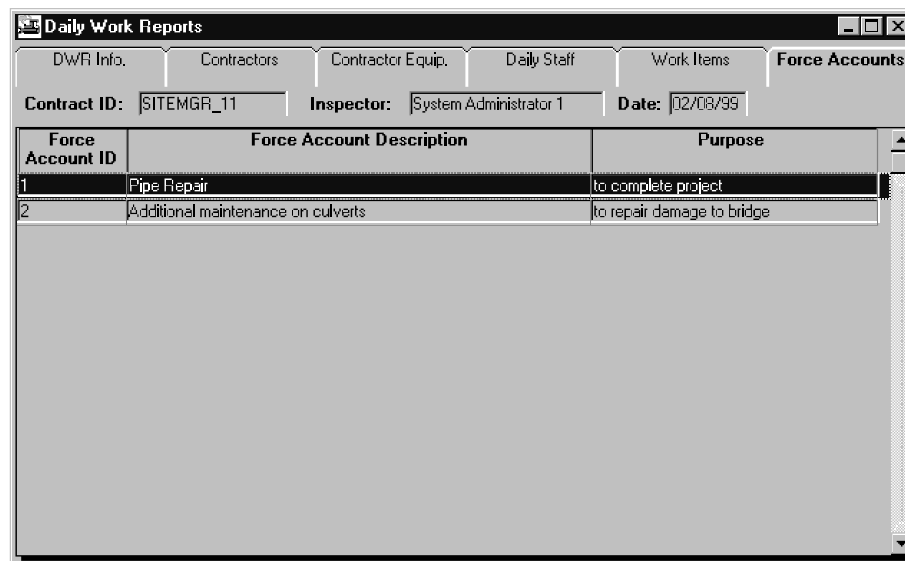 Daily Work Reports
DWR Info. Contractors Contractor Equip. Daily Staff Work Items Force Accounts
Contract ID: SITEMGR_11 Inspector: System Administrator 1 Date: 02/08/99
Force Account ID Force Account Description Purpose
1 Pipe Repair to complete project
2 Additional maintenance on culverts to repair damage to bridge